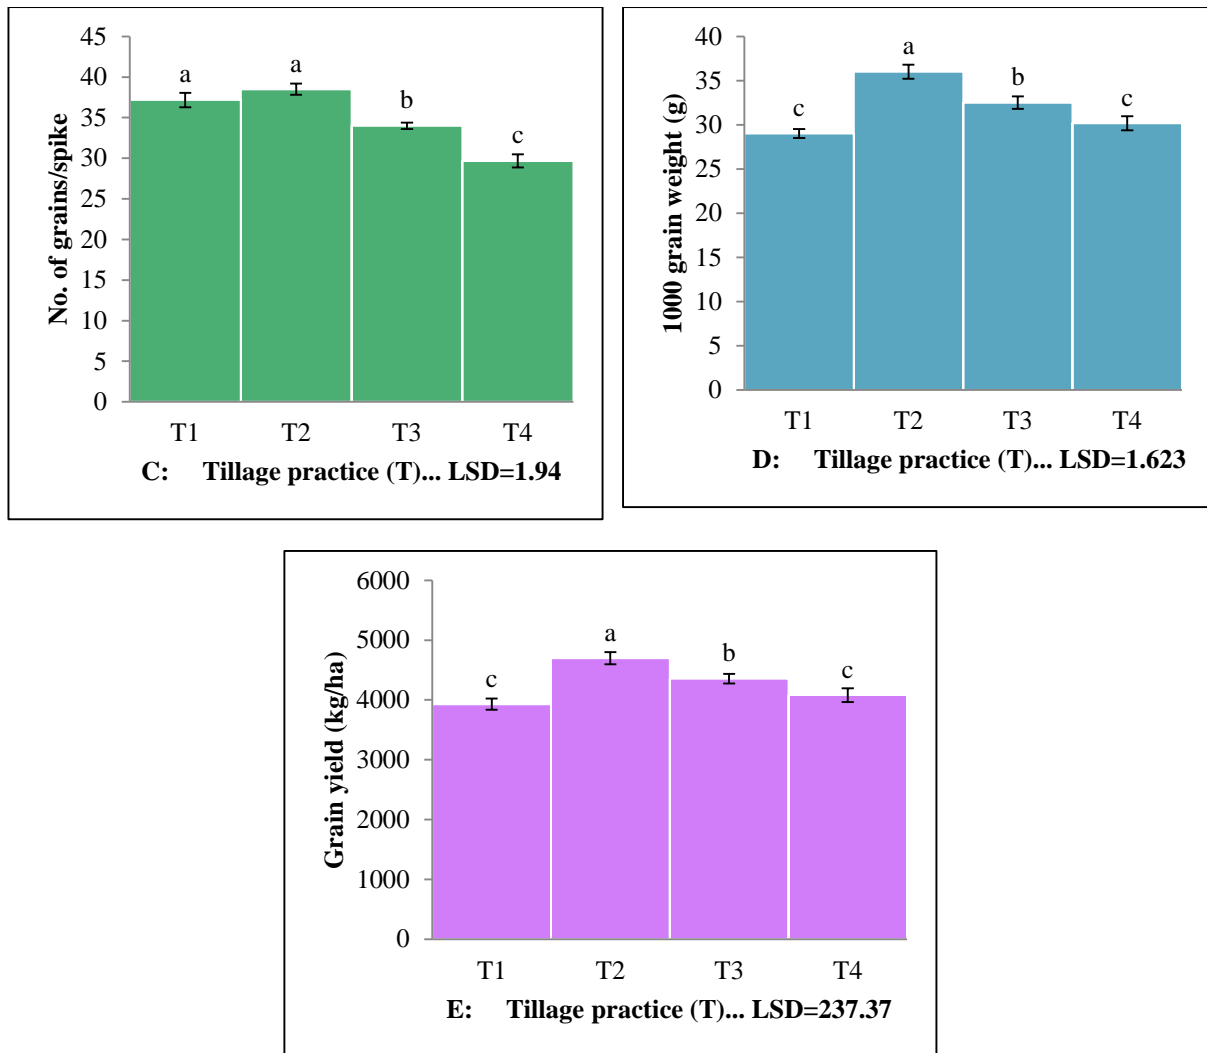 No. of grains/spike
45
40
35
30
25
20
15
10
5
0
a
a
b
c
T1 T2 T3 T4
C: Tillage practice (T)... LSD=1.94
1000 grain weight (g)
40
35
30
25
20
15
10
5
0
c
a
b
c
T1 T2 T3 T4
D: Tillage practice (T)... LSD=1.623
Grain yield (kg/ha)
6000
5000
4000
3000
2000
1000
0
c
a
b
c
T1 T2 T3 T4
E: Tillage practice (T)... LSD=237.37